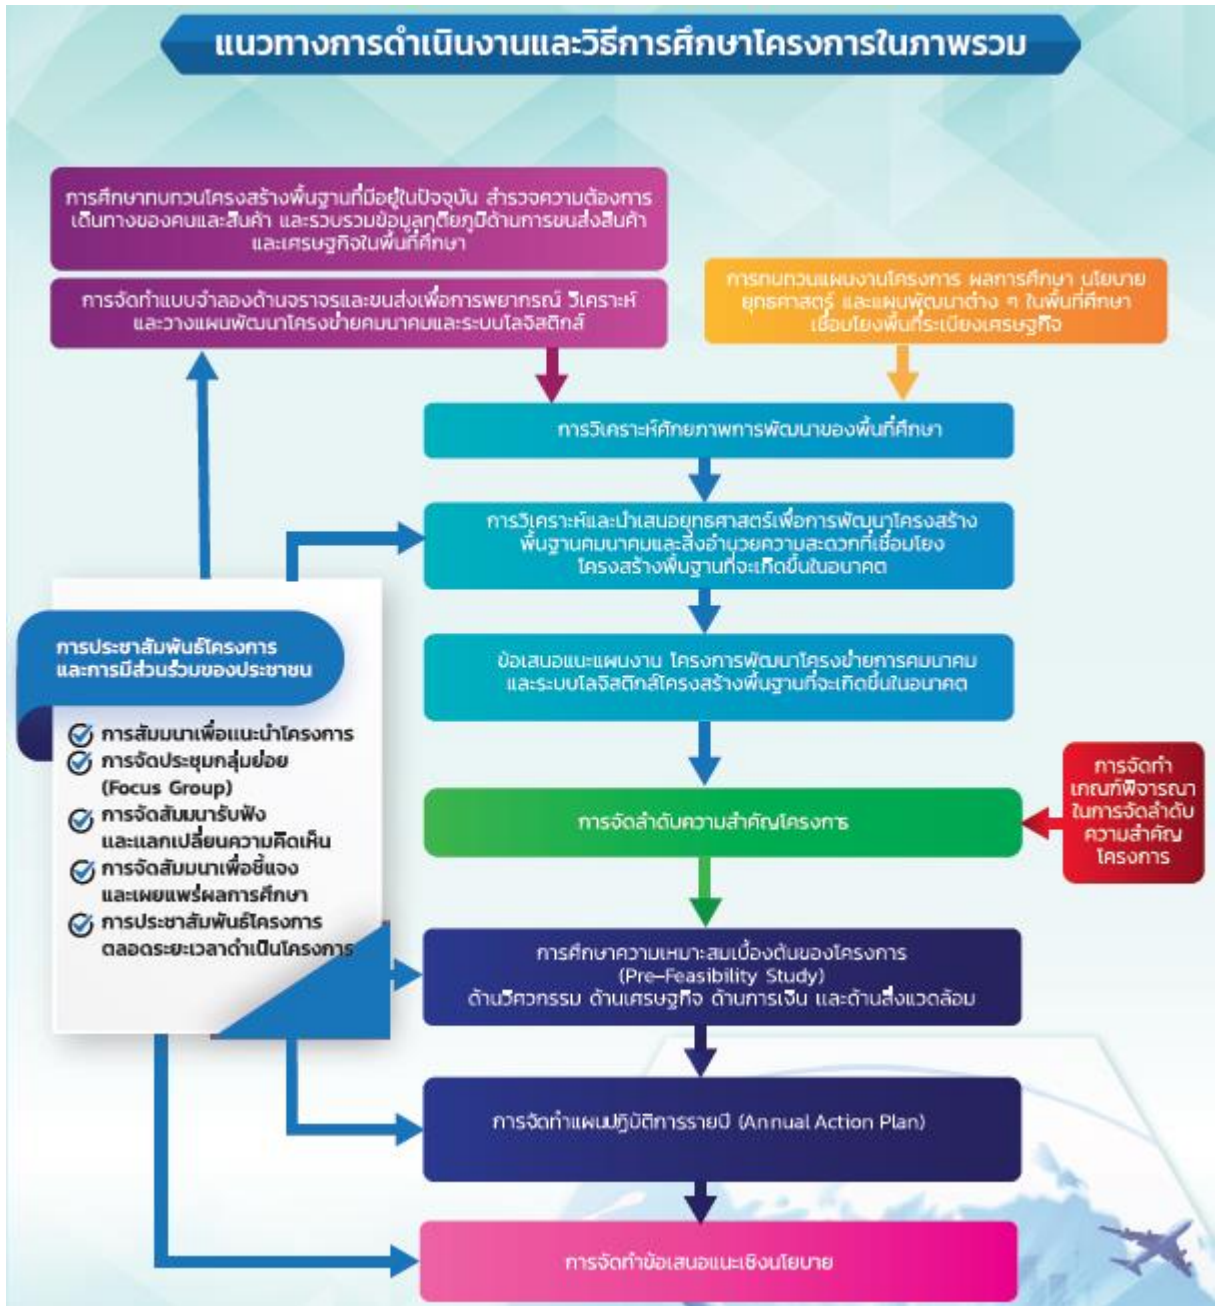 แนวทางการดำเนินงานและวิธีการศึกษาโครงการในภาพรวม
การศึกษาทบทวนโครงสร้างพื้นฐานที่มีอยู่ในปัจจุบัน สำรวจความต้องการ
เดินทางของคนและสินค้า และรวบรวมข้อมูลทุติยภูมิด้านการขนส่งสินค้า
และเศรษฐกิจในพื้นที่ศึกษา
การจัดทำแบบจำลองด้านจราจรและขนส่งเพื่อการพยากรณ์ วิเคราะห์
และวางแผนพัฒนาโครงข่ายคมนาคมและระบบโลจิสติกส์
การทบทวนแผนงานโครงการ ผลการศึกษา นโยบาย
ยุทธศาสตร์ และแผนพัฒนาต่าง ๆ ในพื้นที่ศึกษา
เชื่อมโยงพื้นที่ระเบียงเศรษฐกิจ
การวิเคราะห์ศักยภาพการพัฒนาของพื้นที่ศึกษา
การวิเคราะห์และนำเสนอยุทธศาสตร์เพื่อการพัฒนาโครงสร้าง
พื้นฐานคมนาคมและสิ่งอำนวยความสะดวกที่เชื่อมโยง
โครงสร้างพื้นฐานที่จะเกิดขึ้นในอนาคต
ข้อเสนอแนะแผนงาน โครงการพัฒนาโครงข่ายการคมนาคม
และระบบโลจิสติกส์โครงสร้างพื้นฐานที่จะเกิดขึ้นในอนาคต
การประชาสัมพันธ์โครงการ
และการมีส่วนร่วมของประชาชน
การสัมมนาเพื่อแนะนำโครงการ
การจัดประชุมกลุ่มย่อย
(Focus Group)
การจัดสัมมนารับฟัง
และแลกเปลี่ยนความคิดเห็น
การจัดสัมมนาเพื่อชี้แจง
และเผยแพร่ผลการศึกษา
การประชาสัมพันธ์โครงการ
ตลอดระยะเวลาดำเนินโครงการ
การจัดลำดับความสำคัญโครงการ
การจัดทำ
เกณฑ์พิจารณา
ในการจัดลำดับ
ความสำคัญ
โครงการ
การศึกษาความเหมาะสมเบื้องต้นของโครงการ
(Pre-Feasibility Study)
ด้านวิศวกรรม ด้านเศรษฐกิจ ด้านการเงิน และด้านสิ่งแวดล้อม
การจัดทำแผนปฏิบัติการรายปี (Annual Action Plan)
การจัดทำข้อเสนอแนะเชิงนโยบาย